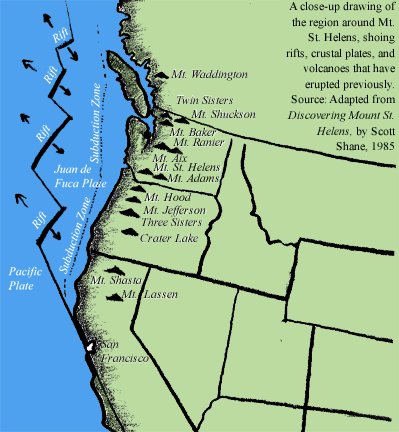 A close-up drawing of
the region around Mt.
St. Helens, shoing
rifts, crustal plates, and
volcanoes that have
erupted previously.
Source: Adapted from
Discovering Mount St.
Helens, by Scott
Shane, 1985
Rift
Rift
Rift
Rift
Subduction Zone
Subduction Zone
Juan de
Fuca Plate
Pacific
Plate
Mt. Waddington
Twin Sisters
Mt. Shuckson
Mt. Baker
Mt. Ranier
Mt. Aix
Mt. St. Helens
Mt. Adams
Mt. Hood
Mt. Jefferson
Three Sisters
Crater Lake
Mt. Shasta
Mt. Lassen
San
Francisco